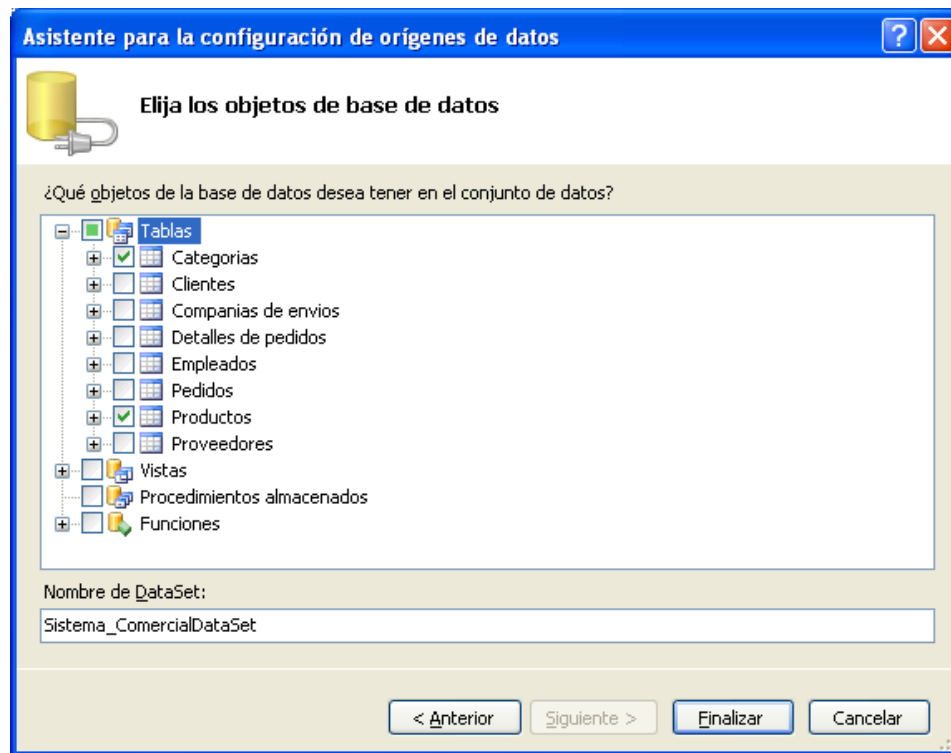 Asistente para la configuración de orígenes de datos
Elija los objetos de base de datos
¿Qué objetos de la base de datos desea tener en el conjunto de datos?
Tablas
Categorias
Clientes
Companias de envios
Detalles de pedidos
Empleados
Pedidos
Productos
Proveedores
Vistas
Procedimientos almacenados
Funciones
Nombre de DataSet:
Sistema_ComercialDataSet
< Anterior Siguiente > Finalizar Cancelar